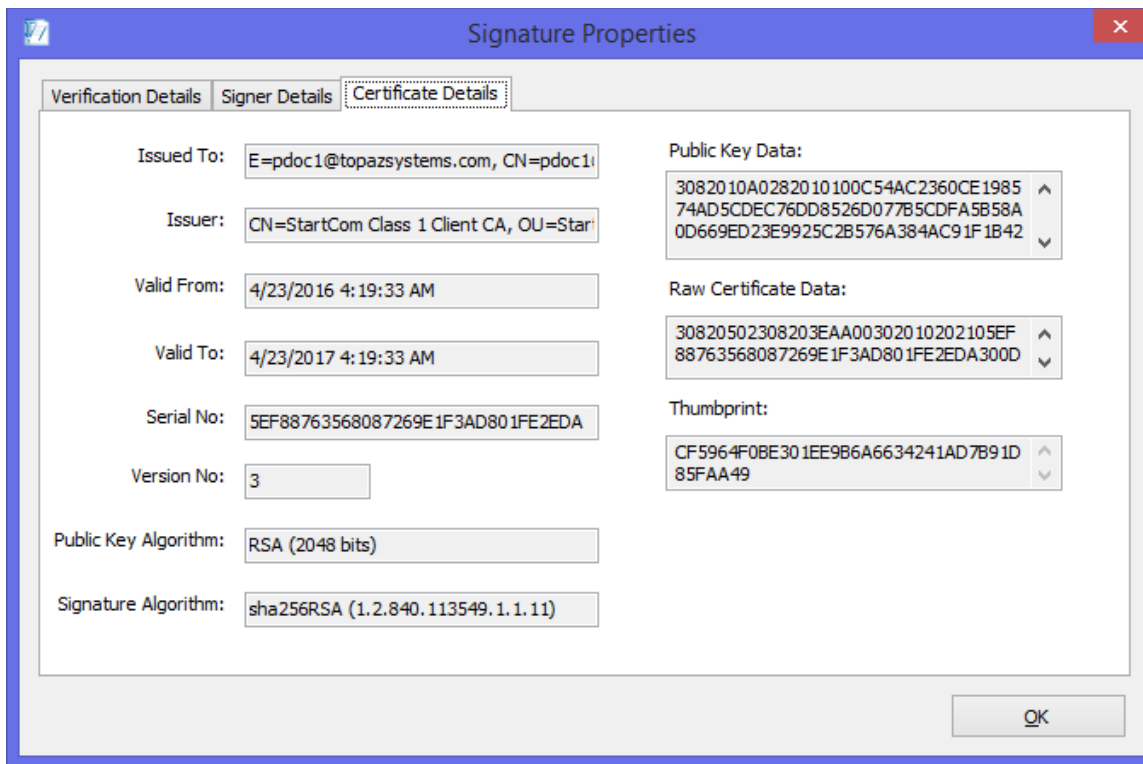 Signature Properties
Verification Details
Signer Details
Certificate Details
Issued To:
E=pdoc1@topazsystems.com, CN=pdoc1
Issuer:
CN=StartCom Class 1 Client CA, OU=Star
Valid From:
4/23/2016 4:19:33 AM
Valid To:
4/23/2017 4:19:33 AM
Serial No:
5EF88763568087269E1F3AD801FE2EDA
Version No:
3
Public Key Algorithm:
RSA (2048 bits)
Signature Algorithm:
sha256RSA (1.2.840.113549.1.1.11)
Public Key Data:
3082010A0282010100C54AC2360CE1985
74AD5CDEC76DD8526D077B5CDFA5B58A
0D669ED23E9925C2B576A384AC91F1B42
Raw Certificate Data:
30820502308203EAA00302010202105EF
88763568087269E1F3AD801FE2EDA300D
Thumbprint:
CF5964F0BE301EE9B6A6634241AD7B91D
85FAA49
OK